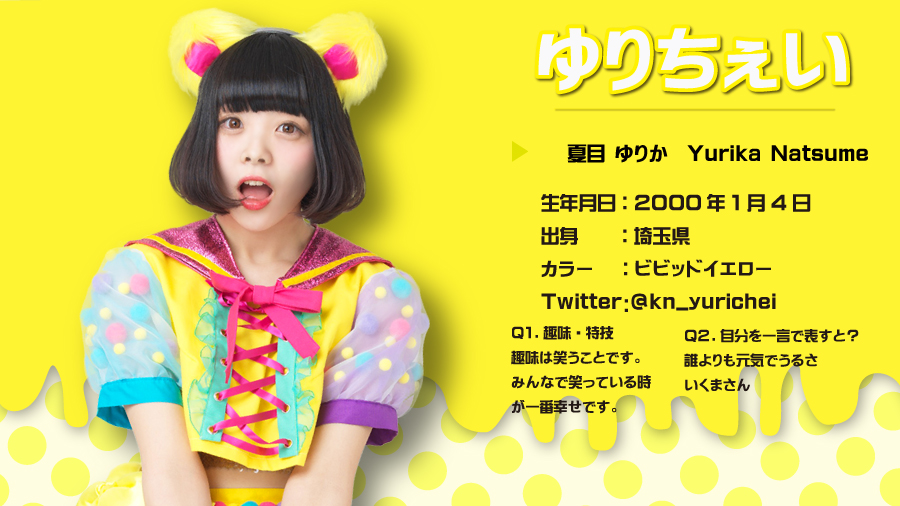 ゆりちぇい
夏目 ゆりか Yurika Natsume
生年月日：2000年1月4日
出身 ：埼玉県
カラー ：ビビッドイエロー
Twitter:@kn_yurichei
Q1. 趣味・特技
趣味は笑うことです。
みんなで笑っている時
が一番幸せです。
Q2. 自分を一言で表すと?
誰よりも元気でうるさ
いくまさん